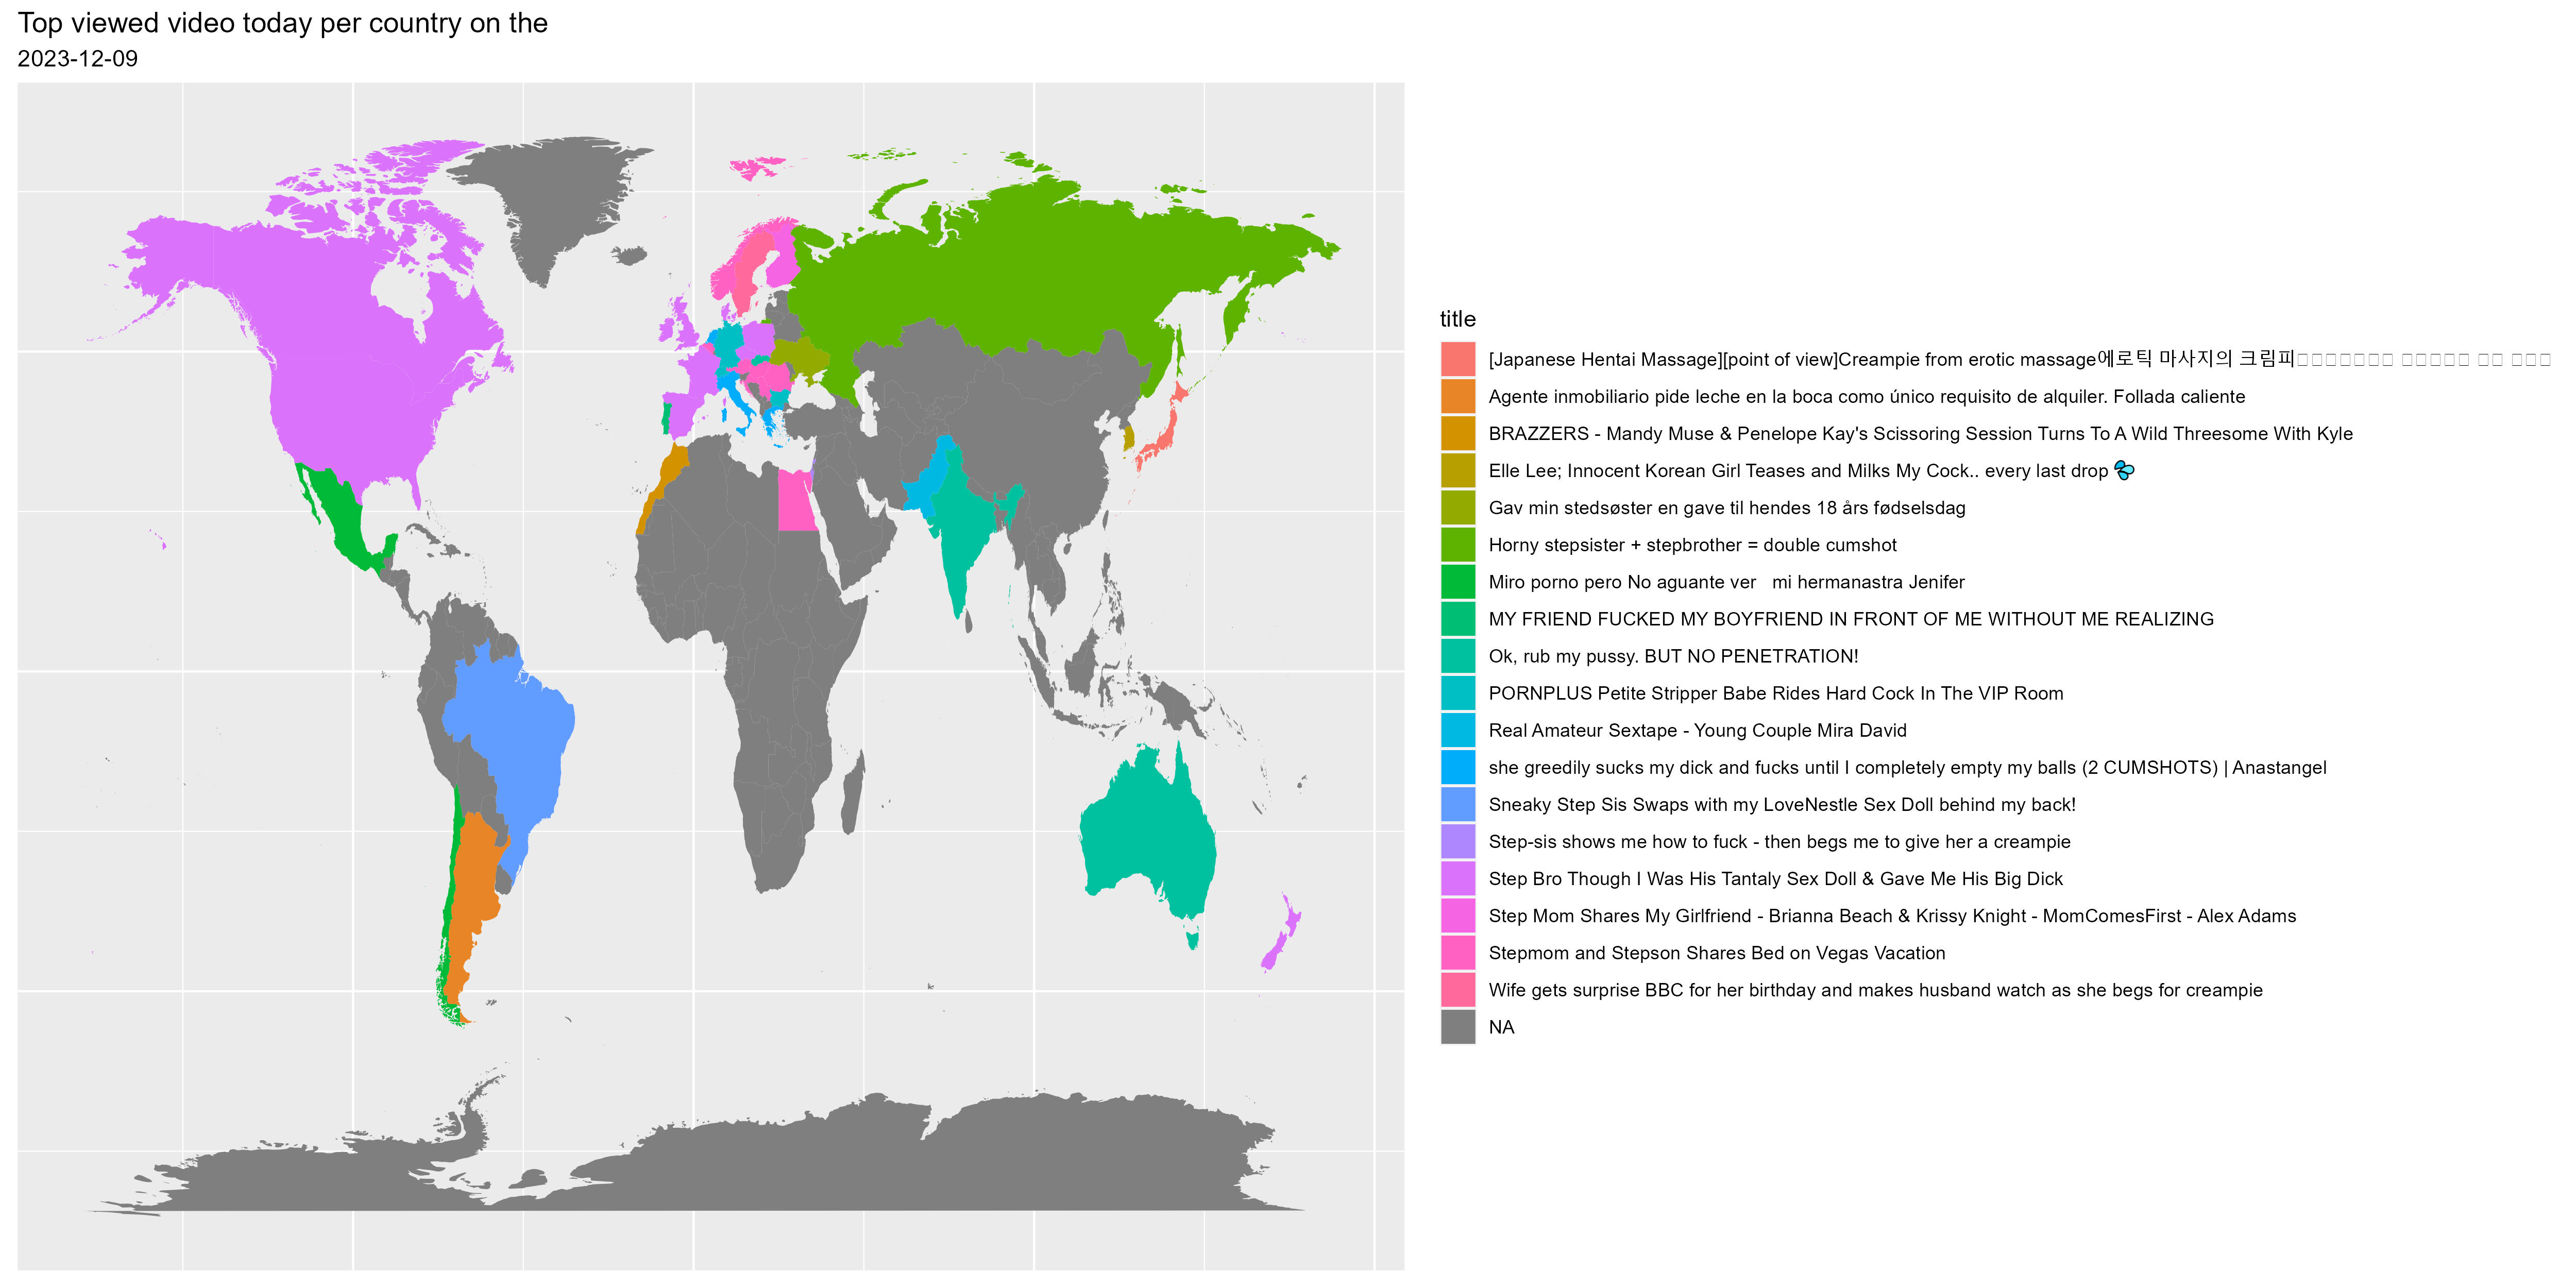 Top viewed video today per country on the
2023-12-09
title
[Japanese Hentai Massage][point of view]Creampie from erotic massage에로틱 마사지의 크림피
Agente inmobiliario pide leche en la boca como único requisito de alquiler. Follada caliente
BRAZZERS - Mandy Muse & Penelope Kay's Scissoring Session Turns To A Wild Threesome With Kyle
Elle Lee; Innocent Korean Girl Teases and Milks My Cock.. every last drop 💦
Gav min stedsøster en gave til hendes 18 års fødselsdag
Horny stepsister + stepbrother = double cumshot
Miro porno pero No aguante ver   mi hermanastra Jenifer
MY FRIEND FUCKED MY BOYFRIEND IN FRONT OF ME WITHOUT ME REALIZING
Ok, rub my pussy. BUT NO PENETRATION!
PORNPLUS Petite Stripper Babe Rides Hard Cock In The VIP Room
Real Amateur Sextape - Young Couple Mira David
she greedily sucks my dick and fucks until I completely empty my balls (2 CUMSHOTS) | Anastangel
Sneaky Step Sis Swaps with my LoveNestle Sex Doll behind my back!
Step-sis shows me how to fuck - then begs me to give her a creampie
Step Bro Though I Was His Tantaly Sex Doll & Gave Me His Big Dick
Step Mom Shares My Girlfriend - Brianna Beach & Krissy Knight - MomComesFirst - Alex Adams
Stepmom and Stepson Shares Bed on Vegas Vacation
Wife gets surprise BBC for her birthday and makes husband watch as she begs for creampie
NA